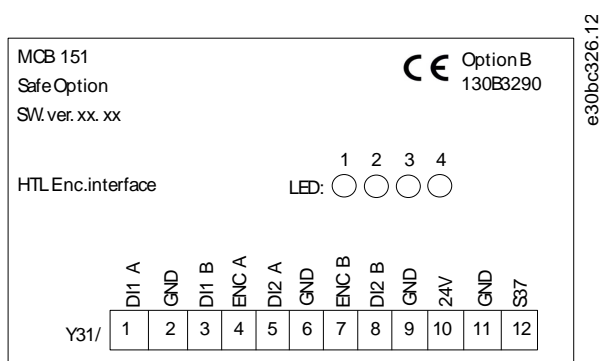 MCB 151
Safe Option
SW. ver. xx. xx
CE Option B
130B3290
HTL Enc.interface
LED: 1 2 3 4
DI1 A GND DI1 B ENC A DI2 A GND ENC B DI2 B GND 24V GND S37
Y31/ 1 2 3 4 5 6 7 8 9 10 11 12
e30bc326.12